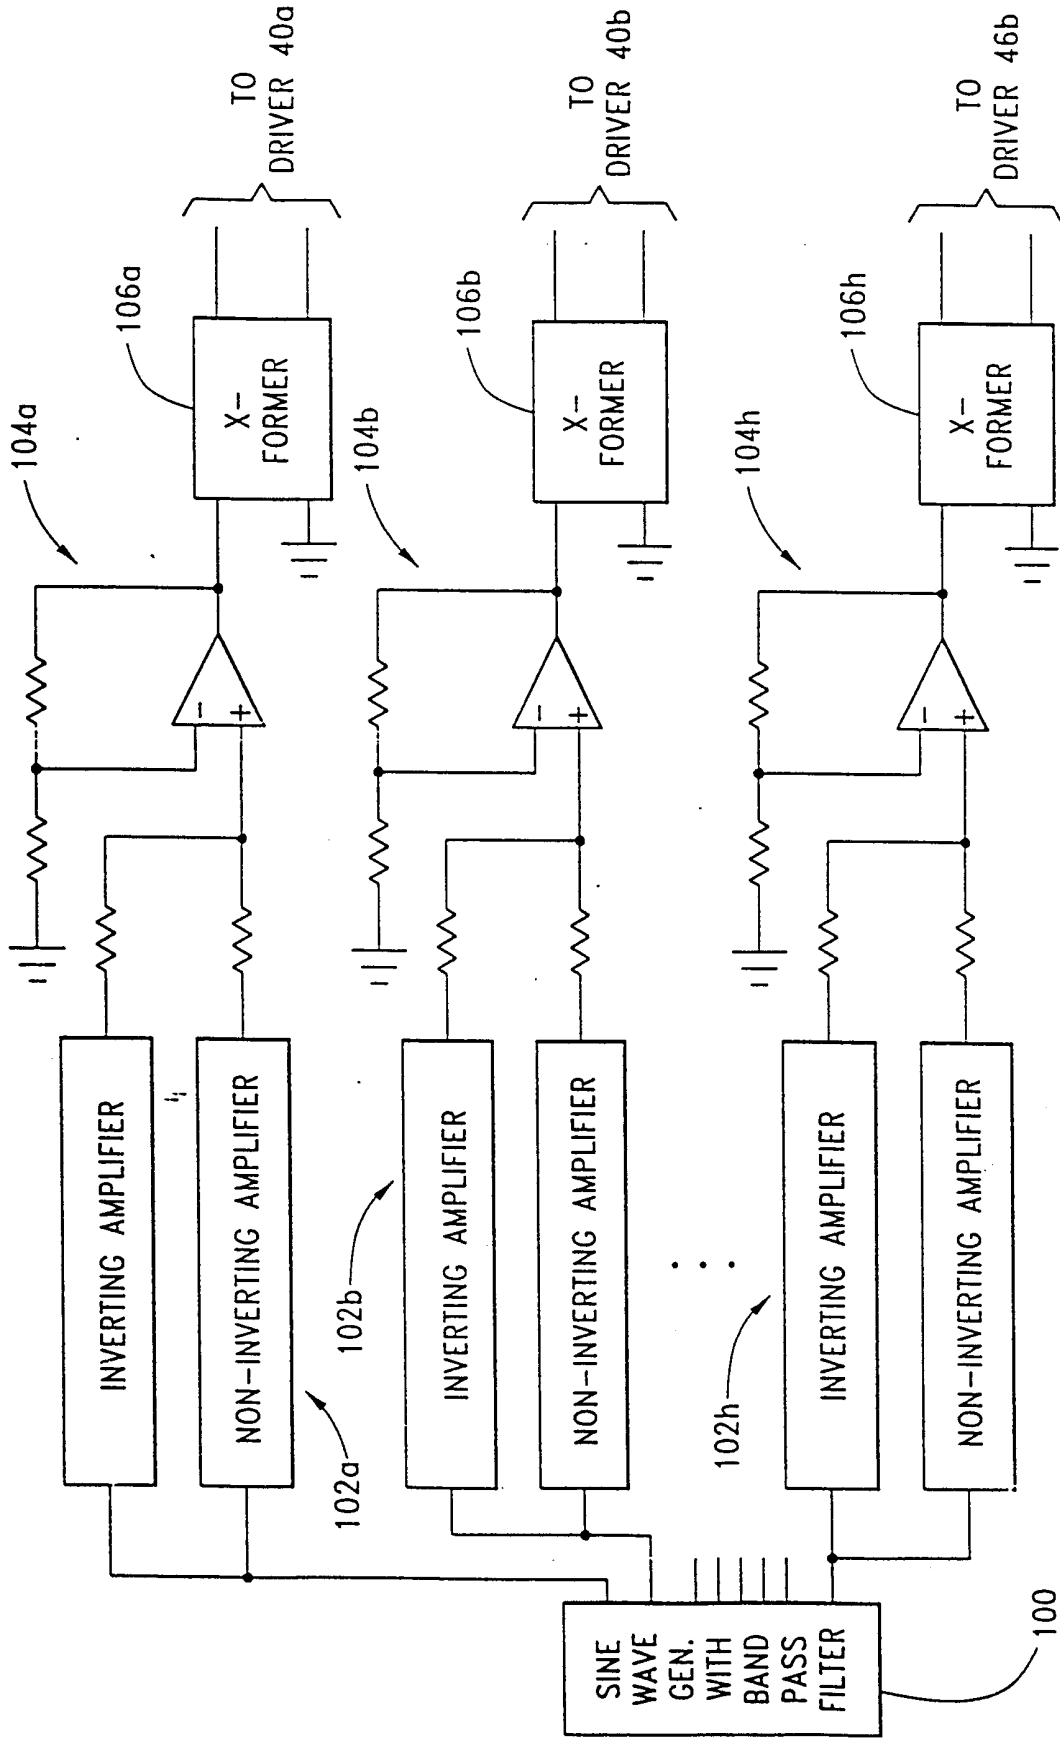 104a
106a
INVERTING AMPLIFIER
NON-INVERTING AMPLIFIER
102a
-
+
X-
FORMER
TO
DRIVER 40a
104b
106b
102b
INVERTING AMPLIFIER
NON-INVERTING AMPLIFIER
-
+
X-
FORMER
TO
DRIVER 40b
. . .
104h
106h
102h
INVERTING AMPLIFIER
NON-INVERTING AMPLIFIER
-
+
X-
FORMER
TO
DRIVER 46b
SINE
WAVE
GEN.
WITH
BAND
PASS
FILTER
100